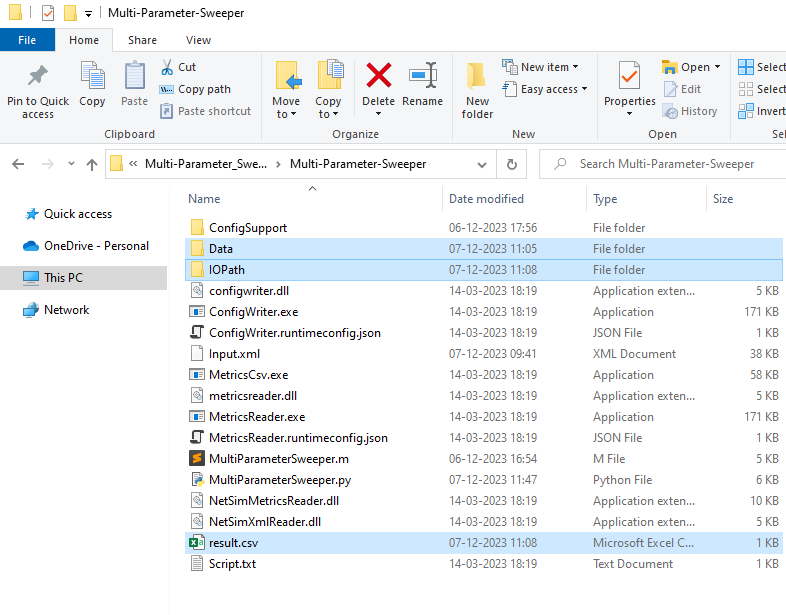 Multi-Parameter-Sweeper
File Home Share View
Pin to Quick access
Copy
Paste
Cut
Copy path
Paste shortcut
Clipboard
Move to
Copy to
Delete
Rename
Organize
New folder
New item
Easy access
New
Properties
Open
Edit
History
Open
Select
Select
Invert
Sel
« Multi-Parameter_Swe... › Multi-Parameter-Sweeper
Search Multi-Parameter-Sweeper
Quick access
OneDrive - Personal
This PC
Network
Name Date modified Type Size
ConfigSupport 06-12-2023 17:56 File folder
Data 07-12-2023 11:05 File folder
IOPath 07-12-2023 11:08 File folder
configwriter.dll 14-03-2023 18:19 Application exten... 5 KB
ConfigWriter.exe 14-03-2023 18:19 Application 171 KB
ConfigWriter.runtimeconfig.json 14-03-2023 18:19 JSON File 1 KB
Input.xml 07-12-2023 09:41 XML Document 38 KB
MetricsCsv.exe 14-03-2023 18:19 Application 58 KB
metricsreader.dll 14-03-2023 18:19 Application exten... 5 KB
MetricsReader.exe 14-03-2023 18:19 Application 171 KB
MetricsReader.runtimeconfig.json 14-03-2023 18:19 JSON File 1 KB
MultiParameterSweeper.m 06-12-2023 16:54 M File 5 KB
MultiParameterSweeper.py 07-12-2023 11:47 Python File 6 KB
NetSimMetricsReader.dll 14-03-2023 18:19 Application exten... 10 KB
NetSimXmlReader.dll 14-03-2023 18:19 Application exten... 5 KB
result.csv 07-12-2023 11:08 Microsoft Excel C... 1 KB
Script.txt 14-03-2023 18:19 Text Document 1 KB